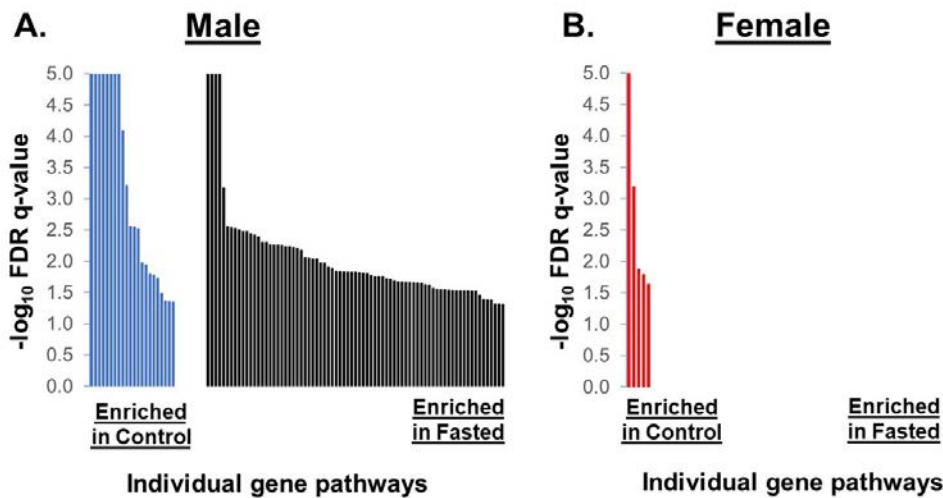 A. Male
-log10 FDR q-value
5.0
4.5
4.0
3.5
3.0
2.5
2.0
1.5
1.0
0.5
0.0
Enriched
in Control
Enriched
in Fasted
Individual gene pathways
B. Female
-log10 FDR q-value
5.0
4.5
4.0
3.5
3.0
2.5
2.0
1.5
1.0
0.5
0.0
Enriched
in Control
Enriched
in Fasted
Individual gene pathways